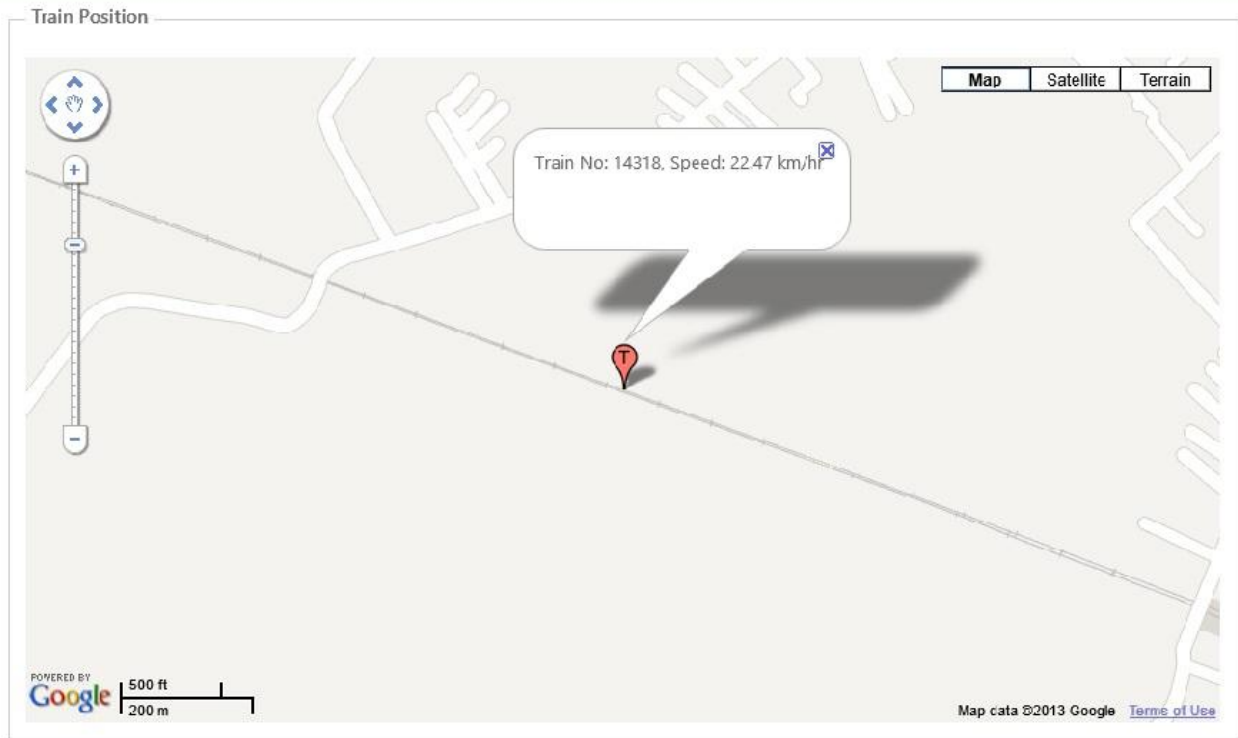 Train Position
Map Satellite Terrain
Train No: 14318, Speed: 22.47 km/hr
T
POWERED BY
Google
500 ft
200 m
Map data ©2013 Google Terms of Use